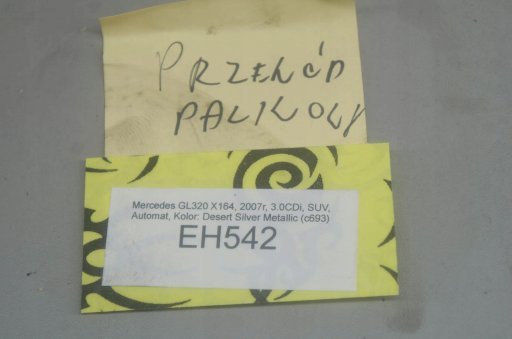 PRZEWÓD
PALIWOWY
Mercedes GL320 X164, 2007r, 3.0CDi, SUV,
Automat, Kolor: Desert Silver Metallic (c693)
EH542